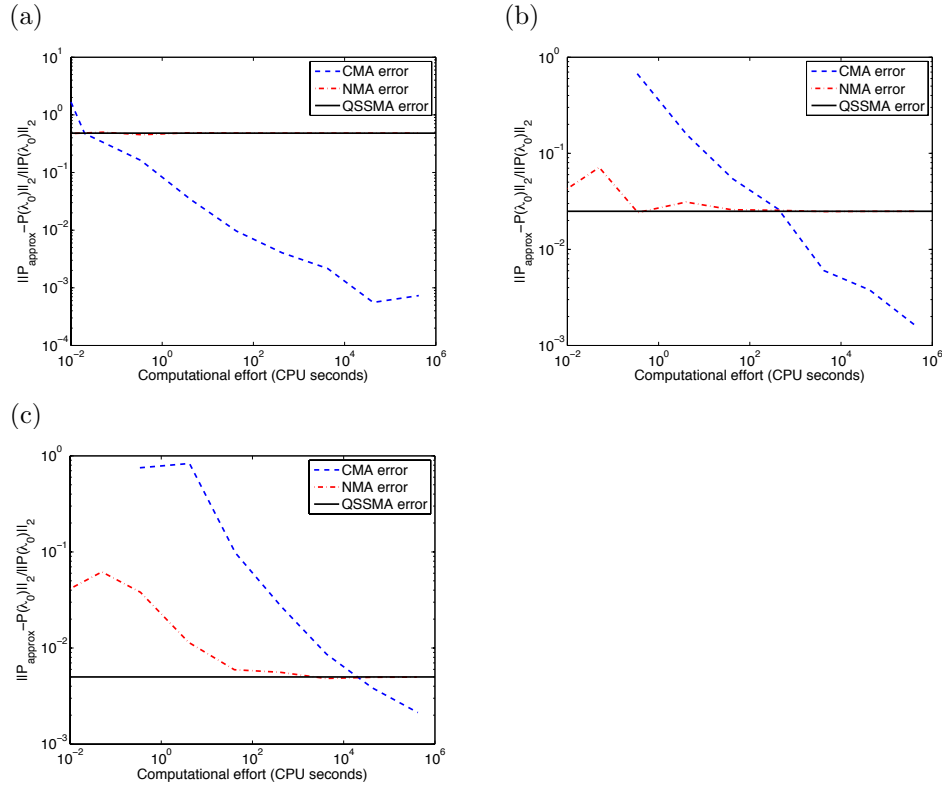 (a)
10^1
10^0
10^−1
10^−2
10^−3
10^−4
||P_approx−P(λ_0)||_2/||P(λ_0)||_2
CMA error
NMA error
QSSMA error
10^−2 10^0 10^2 10^4 10^6
Computational effort (CPU seconds)
(b)
10^0
10^−1
10^−2
10^−3
||P_approx−P(λ_0)||_2/||P(λ_0)||_2
CMA error
NMA error
QSSMA error
10^−2 10^0 10^2 10^4 10^6
Computational effort (CPU seconds)
(c)
10^0
10^−1
10^−2
10^−3
||P_approx−P(λ_0)||_2/||P(λ_0)||_2
CMA error
NMA error
QSSMA error
10^−2 10^0 10^2 10^4 10^6
Computational effort (CPU seconds)